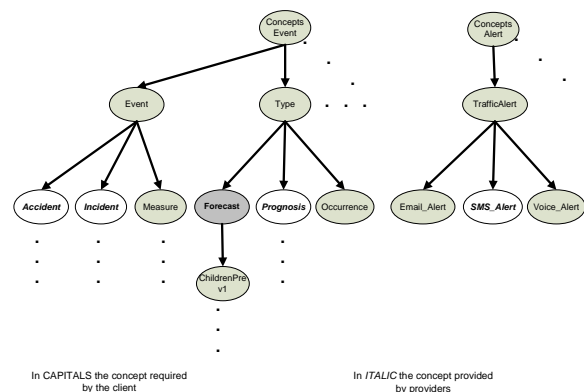 Concepts
Event
Concepts
Alert
Event
Type
TrafficAlert
Accident
Incident
Measure
Forecast
Prognosis
Occurrence
Email_Alert
SMS_Alert
Voice_Alert
ChildrenPre
v1
In CAPITALS the concept required
by the client
In ITALIC the concept provided
by providers